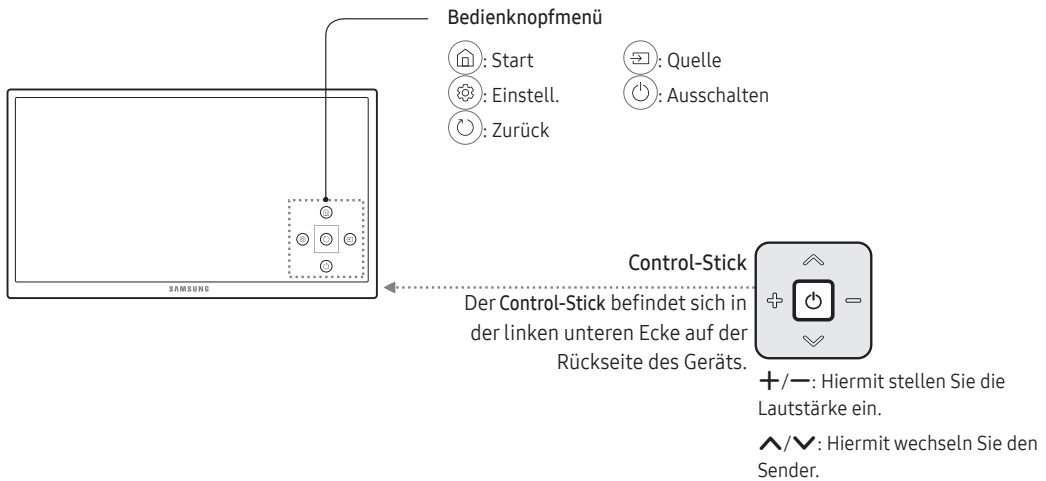 Bedienknopfmenü
: Start
: Quelle
: Einstell.
: Ausschalten
: Zurück
SAMSUNG
Control-Stick
Der Control-Stick befindet sich in
der linken unteren Ecke auf der
Rückseite des Geräts.
+/−: Hiermit stellen Sie die
Lautstärke ein.
∧/∨: Hiermit wechseln Sie den
Sender.